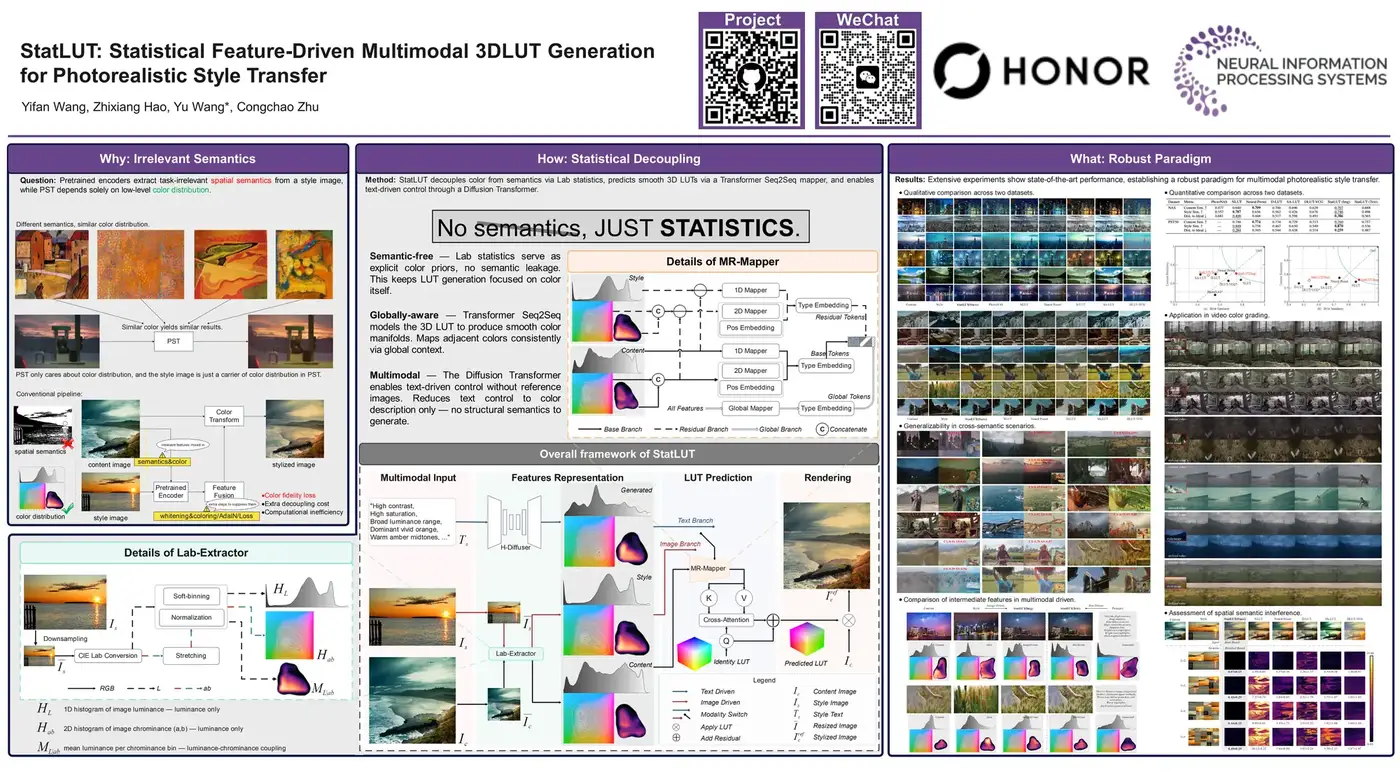 StatLUT: Statistical Feature-Driven Multimodal 3DLUT Generation
for Photorealistic Style Transfer
Yifan Wang, Zhixiang Hao, Yu Wang*, Congchao Zhu
Project
WeChat
HONOR
NEURAL INFORMATION
PROCESSING SYSTEMS
Why: Irrelevant Semantics
Question: Pretrained encoders extract task-irrelevant spatial semantics from a style image,
while PST depends solely on low-level color distribution.
Different semantics, similar color distribution.
Similar color yields similar results.
PST
PST only cares about color distribution, and the style image is just a carrier of color distribution in PST.
Conventional pipeline:
spatial semantics
color distribution
content image
semantics&color
style image
Color
Transform
Pretrained
Encoder
Feature
Fusion
whitening&coloring/AdaIN/Loss
stylized image
•Color fidelity loss
•Extra decoupling cost
•Computational inefficiency
Details of Lab-Extractor
Downsampling
CIE Lab Conversion
Soft-binning
Normalization
Stretching
RGB
L
ab
H_L 1D histogram of image luminance — luminance only
H_ab 2D histogram of image chrominance (a,b) — luminance only
M_Lab mean luminance per chrominance bin — luminance-chrominance coupling
How: Statistical Decoupling
Method: StatLUT decouples color from semantics via Lab statistics, predicts smooth 3D LUTs via a Transformer Seq2Seq mapper, and enables
text-driven control through a Diffusion Transformer.
No semantics, JUST STATISTICS.
Semantic-free — Lab statistics serve as
explicit color priors, no semantic leakage.
This keeps LUT generation focused on color
itself.
Globally-aware — Transformer Seq2Seq
models the 3D LUT to produce smooth color
manifolds. Maps adjacent colors consistently
via global context.
Multimodal — The Diffusion Transformer
enables text-driven control without reference
images. Reduces text control to color
description only — no structural semantics to
generate.
Details of MR-Mapper
Style
Content
C
C
1D Mapper
2D Mapper
Pos Embedding
Type Embedding
Residual Tokens
1D Mapper
2D Mapper
Pos Embedding
Base Tokens
Type Embedding
Global Tokens
All Features
Global Mapper
Type Embedding
Base Branch
Residual Branch
Global Branch
C Concatenate
Overall framework of StatLUT
Multimodal Input
Features Representation
LUT Prediction
Rendering
"High contrast,
High saturation,
Broad luminance range,
Dominant vivid orange,
Warm amber midtones, ..."
H-Diffuser
Lab-Extractor
Generated
Style
Content
Text Branch
Image Branch
MR-Mapper
K
V
Cross-Attention
Q
Identity LUT
Predicted LUT
Legend
Text Driven
Image Driven
Modality Switch
Apply LUT
Add Residual
I_c Content Image
I_s Style Image
T_s Style Text
Resized Image
Stylized Image
What: Robust Paradigm
Results: Extensive experiments show state-of-the-art performance, establishing a robust paradigm for multimodal photorealistic style transfer.
• Qualitative comparison across two datasets.
• Generalizability in cross-semantic scenarios.
• Comparison of intermediate features in multimodal driven.
• Quantitative comparison across two datasets.
• Application in video color grading.
• Assessment of spatial semantic interference.